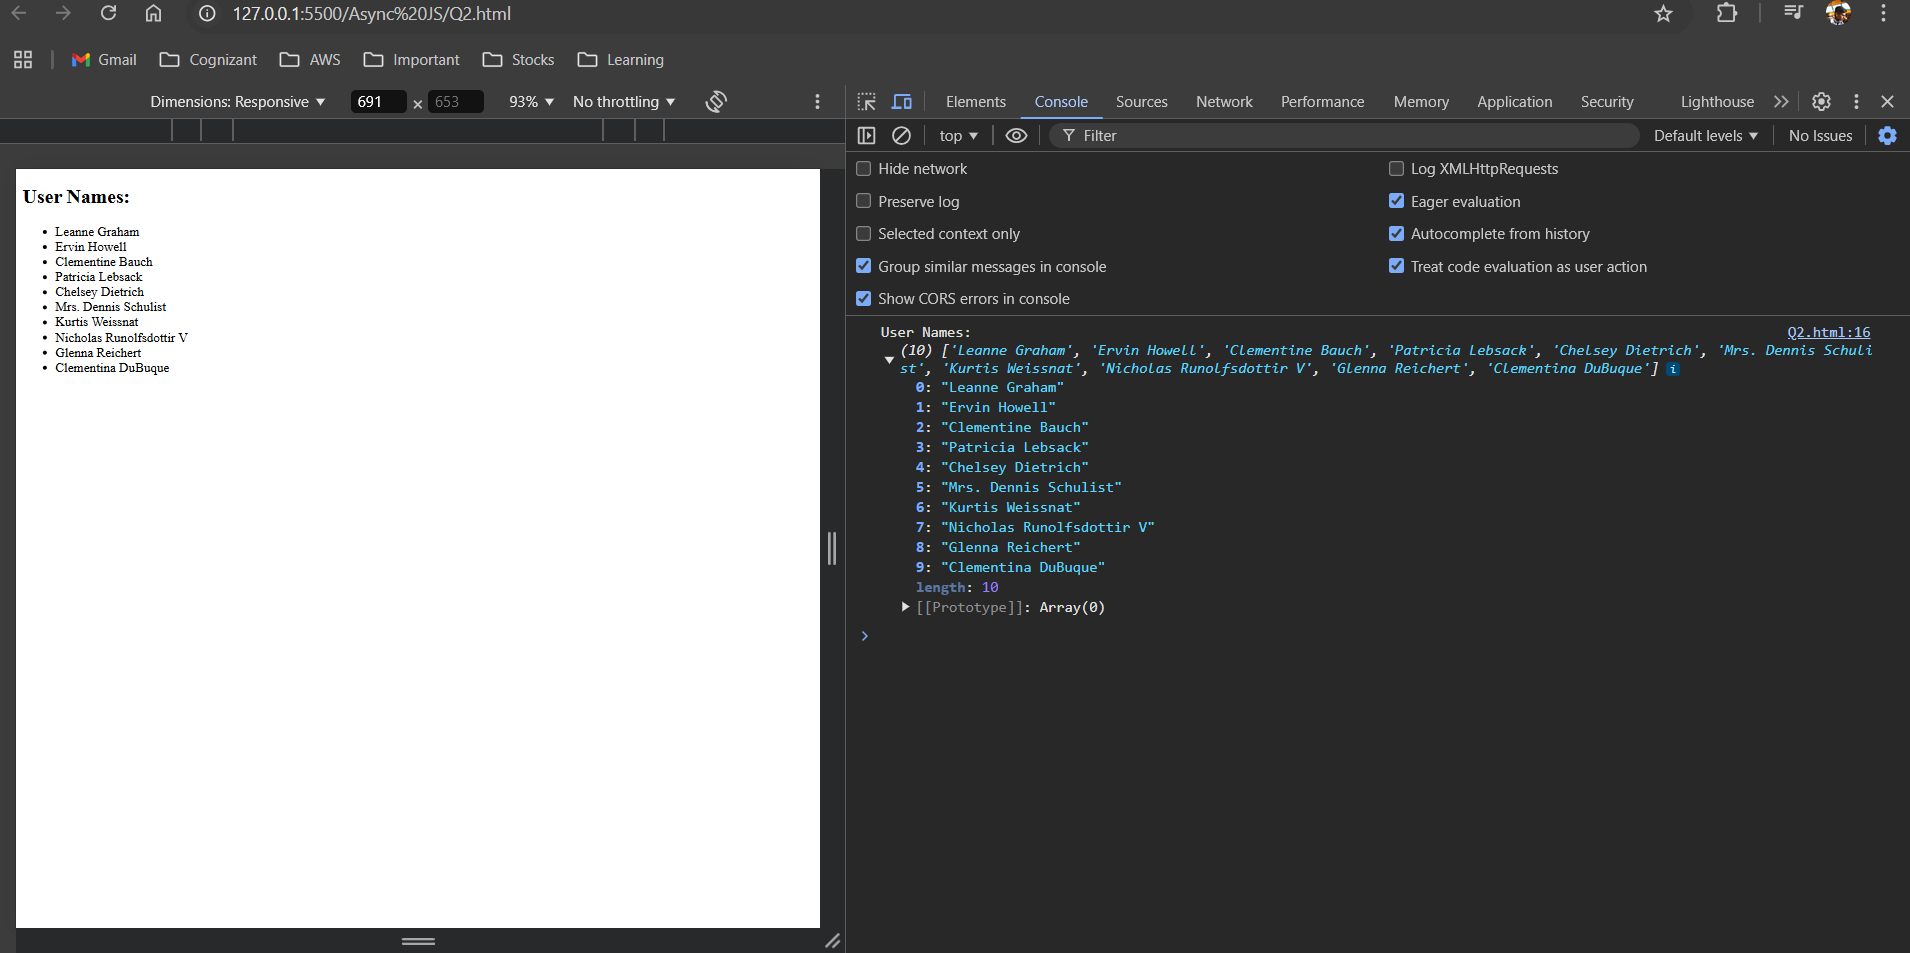 127.0.0.1:5500/Async%20JS/Q2.html
Gmail Cognizant AWS Important Stocks Learning
Dimensions: Responsive 691 × 653 93% No throttling
User Names:
Leanne Graham
Ervin Howell
Clementine Bauch
Patricia Lebsack
Chelsey Dietrich
Mrs. Dennis Schulist
Kurtis Weissnat
Nicholas Runolfsdottir V
Glenna Reichert
Clementina DuBuque
Elements Console Sources Network Performance Memory Application Security Lighthouse
top Filter Default levels No Issues
Hide network Log XMLHttpRequests
Preserve log Eager evaluation
Selected context only Autocomplete from history
Group similar messages in console Treat code evaluation as user action
Show CORS errors in console
User Names: Q2.html:16
(10) ['Leanne Graham', 'Ervin Howell', 'Clementine Bauch', 'Patricia Lebsack', 'Chelsey Dietrich', 'Mrs. Dennis Schuli
st', 'Kurtis Weissnat', 'Nicholas Runolfsdottir V', 'Glenna Reichert', 'Clementina DuBuque'] i
0: "Leanne Graham"
1: "Ervin Howell"
2: "Clementine Bauch"
3: "Patricia Lebsack"
4: "Chelsey Dietrich"
5: "Mrs. Dennis Schulist"
6: "Kurtis Weissnat"
7: "Nicholas Runolfsdottir V"
8: "Glenna Reichert"
9: "Clementina DuBuque"
length: 10
[[Prototype]]: Array(0)